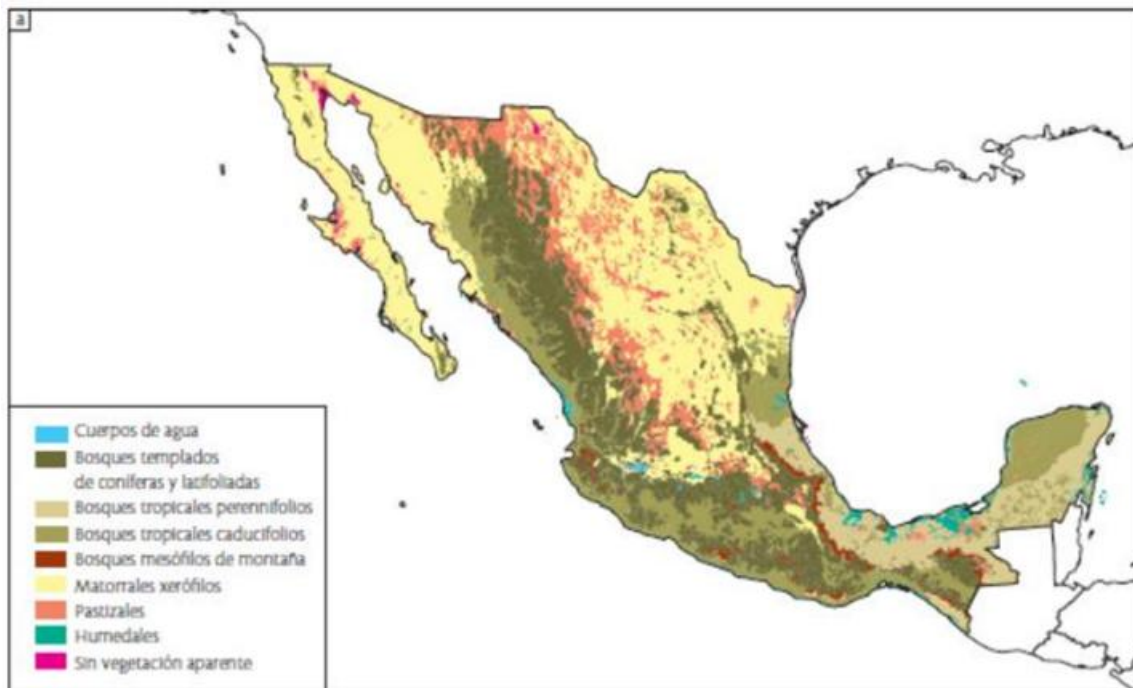 a
Cuerpos de agua
Bosques templados
de coníferas y latifoliadas
Bosques tropicales perennifolios
Bosques tropicales caducifolios
Bosques mesófilos de montaña
Matorrales xerófilos
Pastizales
Humedales
Sin vegetación aparente